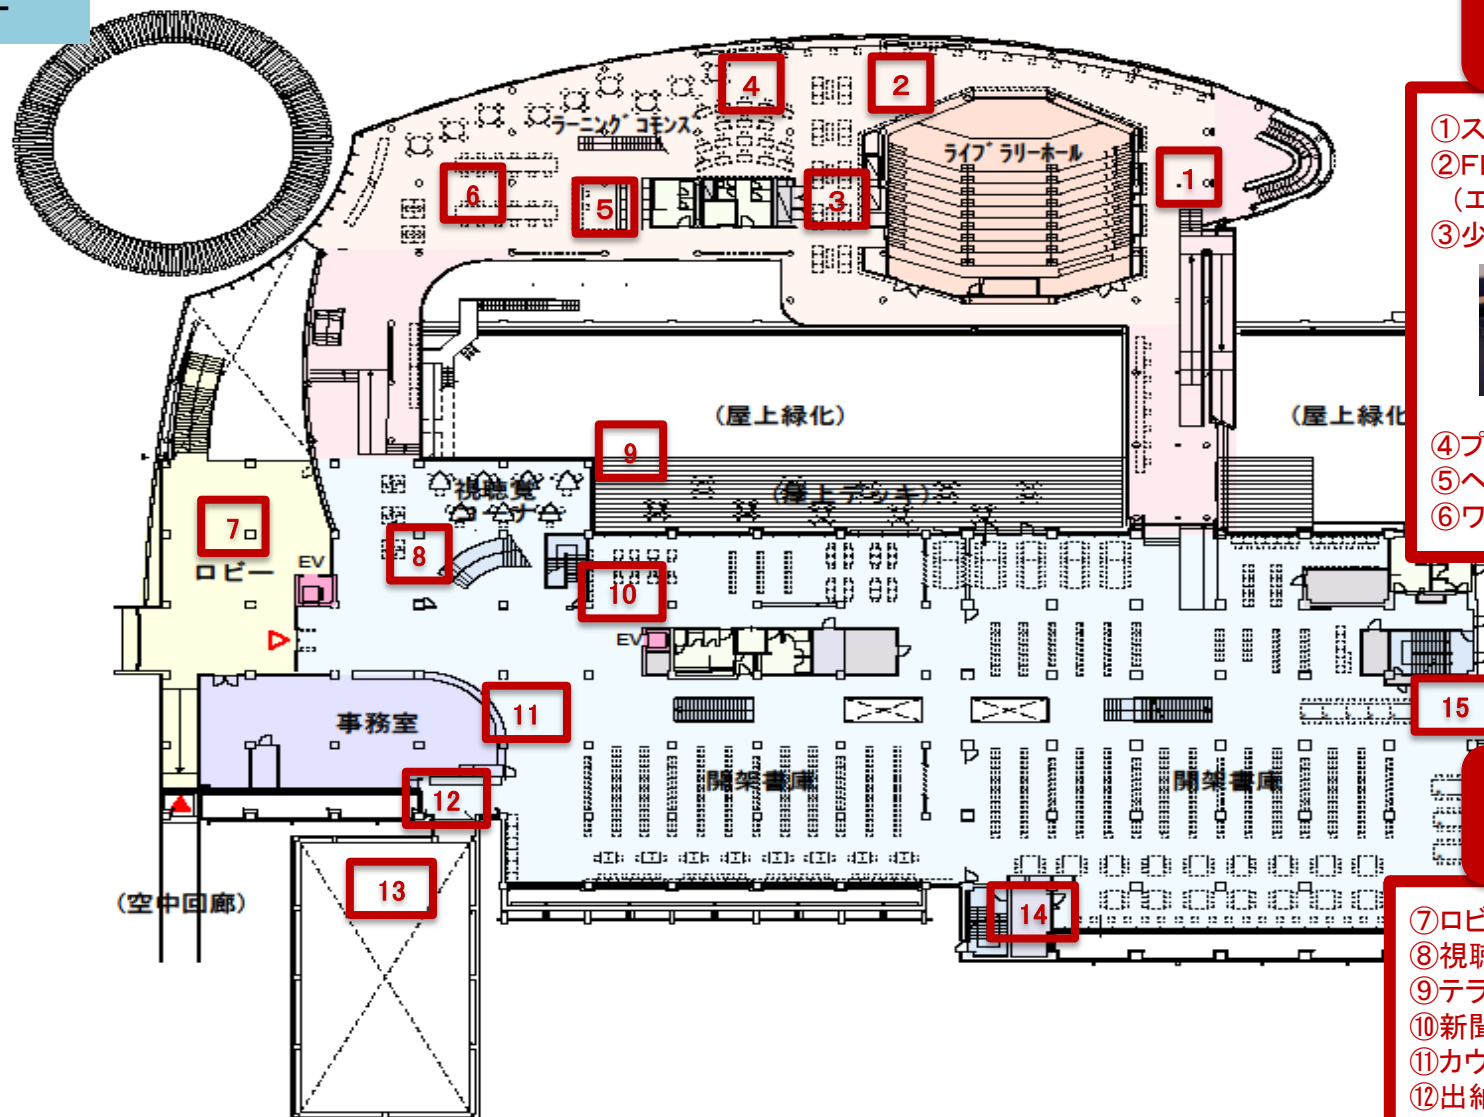 4
2
ラーニングコモンス
ライブラリーホール
1
6
5
3
①ス
②F
（エ
③少
(屋上緑化)
(屋上緑化
9
④プ
⑤ヘ
⑥ワ
視聴覚
コーナー
(屋上デッキ)
7
8
ロビー
EV
10
EV
11
事務室
15
12
開架書庫
開架書庫
13
(空中回廊)
14
⑦ロビ
⑧視聴
⑨テラ
⑩新聞
⑪カウ
⑫出納